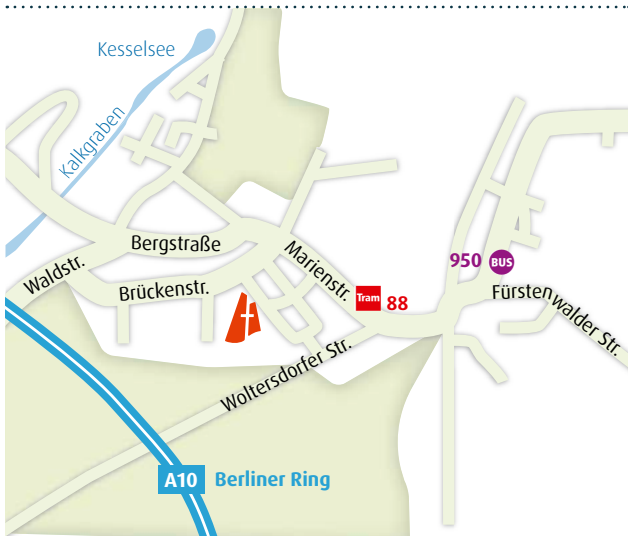 Kesselsee
Kalkgraben
Bergstraße
Marienstr.
950 BUS
Waldstr.
Brückenstr.
Tram 88
Fürstenwalder Str.
Woltersdorfer Str.
A10 Berliner Ring